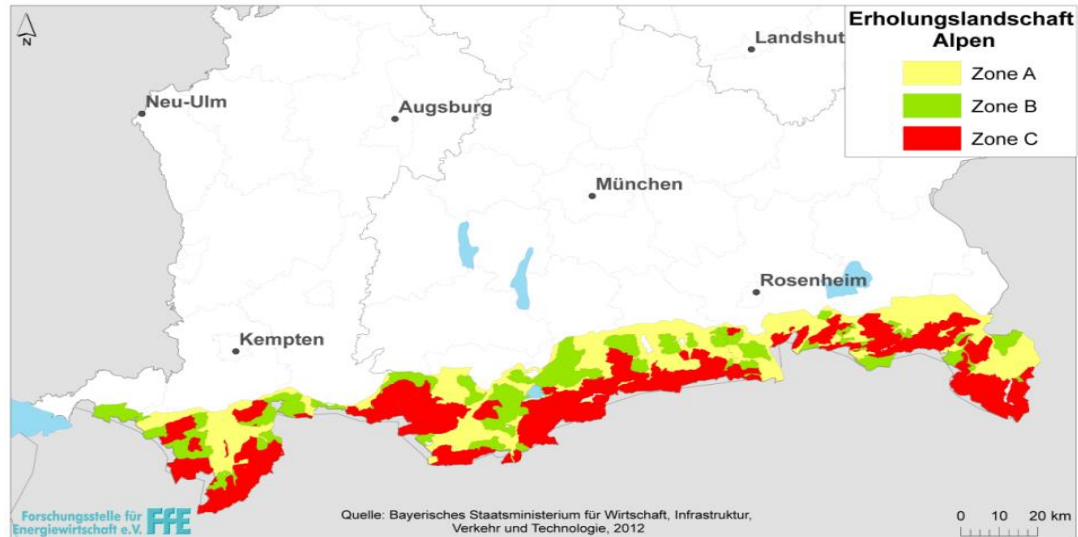 N
Erholungslandschaft
Alpen
Zone A
Zone B
Zone C
Landshut
Neu-Ulm
Augsburg
München
Rosenheim
Kempten
Forschungsstelle für
Energiewirtschaft e.V. FfE
Quelle: Bayerisches Staatsministerium für Wirtschaft, Infrastruktur,
Verkehr und Technologie, 2012
0 10 20 km